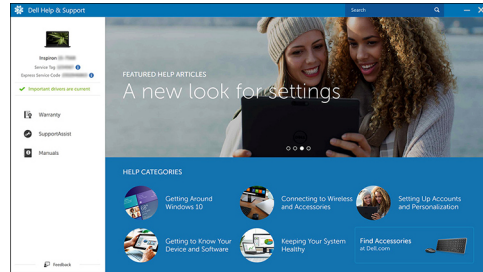 Dell Help & Support
Search
Inspiron
Service Tag
Express Service Code
Important drivers are current
Warranty
SupportAssist
Manuals
Feedback
FEATURED HELP ARTICLES
A new look for settings
HELP CATEGORIES
Getting Around
Windows 10
Connecting to Wireless
and Accessories
Setting Up Accounts
and Personalization
Getting to Know Your
Device and Software
Keeping Your System
Healthy
Find Accessories
at Dell.com